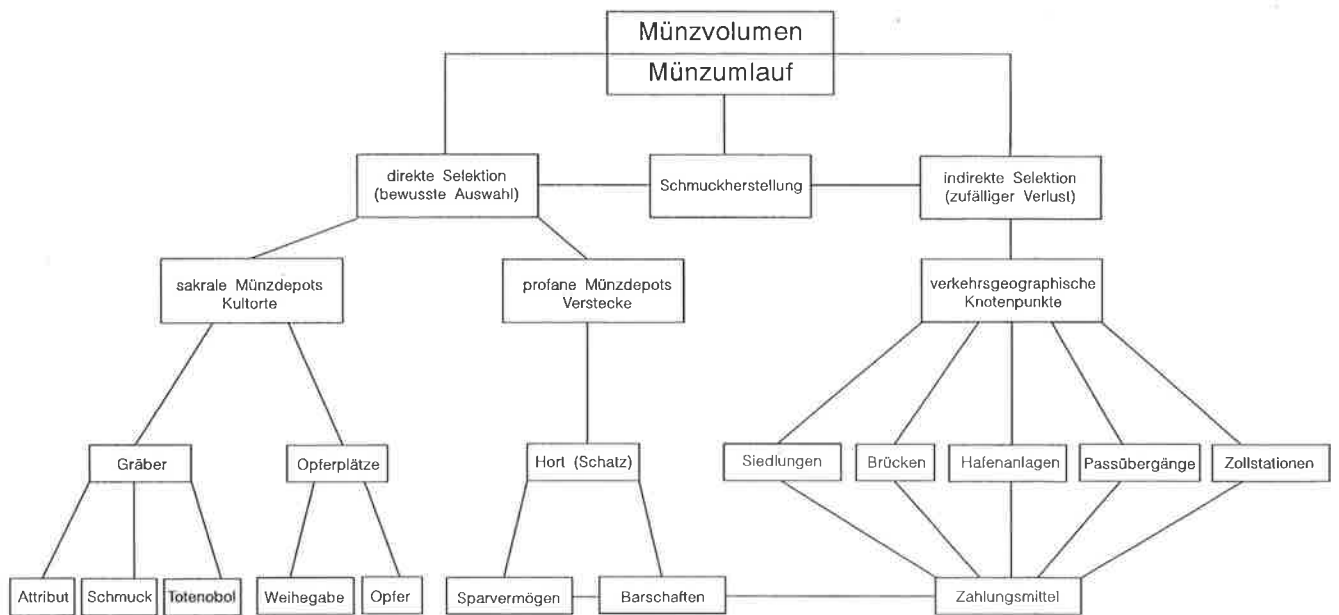 Münzvolumen
Münzumlauf
direkte Selektion
(bewusste Auswahl)
Schmuckherstellung
indirekte Selektion
(zufälliger Verlust)
sakrale Münzdepots
Kultorte
profane Münzdepots
Verstecke
verkehrsgeographische
Knotenpunkte
Gräber
Opferplätze
Hort (Schatz)
Siedlungen
Brücken
Hafenanlagen
Passübergänge
Zollstationen
Attribut
Schmuck
Totenobol
Weihegabe
Opfer
Sparvermögen
Barschaften
Zahlungsmittel